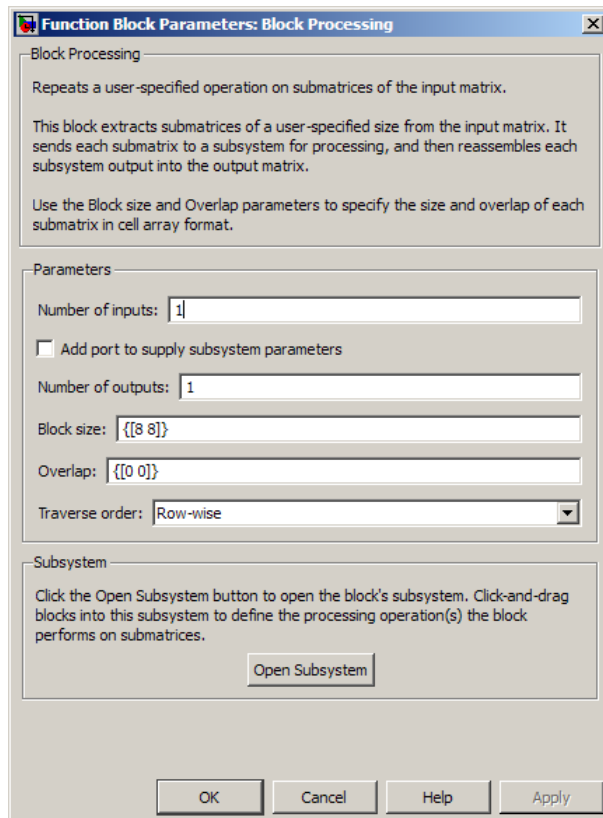 Function Block Parameters: Block Processing
Block Processing
Repeats a user-specified operation on submatrices of the input matrix.
This block extracts submatrices of a user-specified size from the input matrix. It
sends each submatrix to a subsystem for processing, and then reassembles each
subsystem output into the output matrix.
Use the Block size and Overlap parameters to specify the size and overlap of each
submatrix in cell array format.
Parameters
Number of inputs: 1
Add port to supply subsystem parameters
Number of outputs: 1
Block size: {[8 8]}
Overlap: {[0 0]}
Traverse order: Row-wise
Subsystem
Click the Open Subsystem button to open the block's subsystem. Click-and-drag
blocks into this subsystem to define the processing operation(s) the block
performs on submatrices.
Open Subsystem
OK Cancel Help Apply